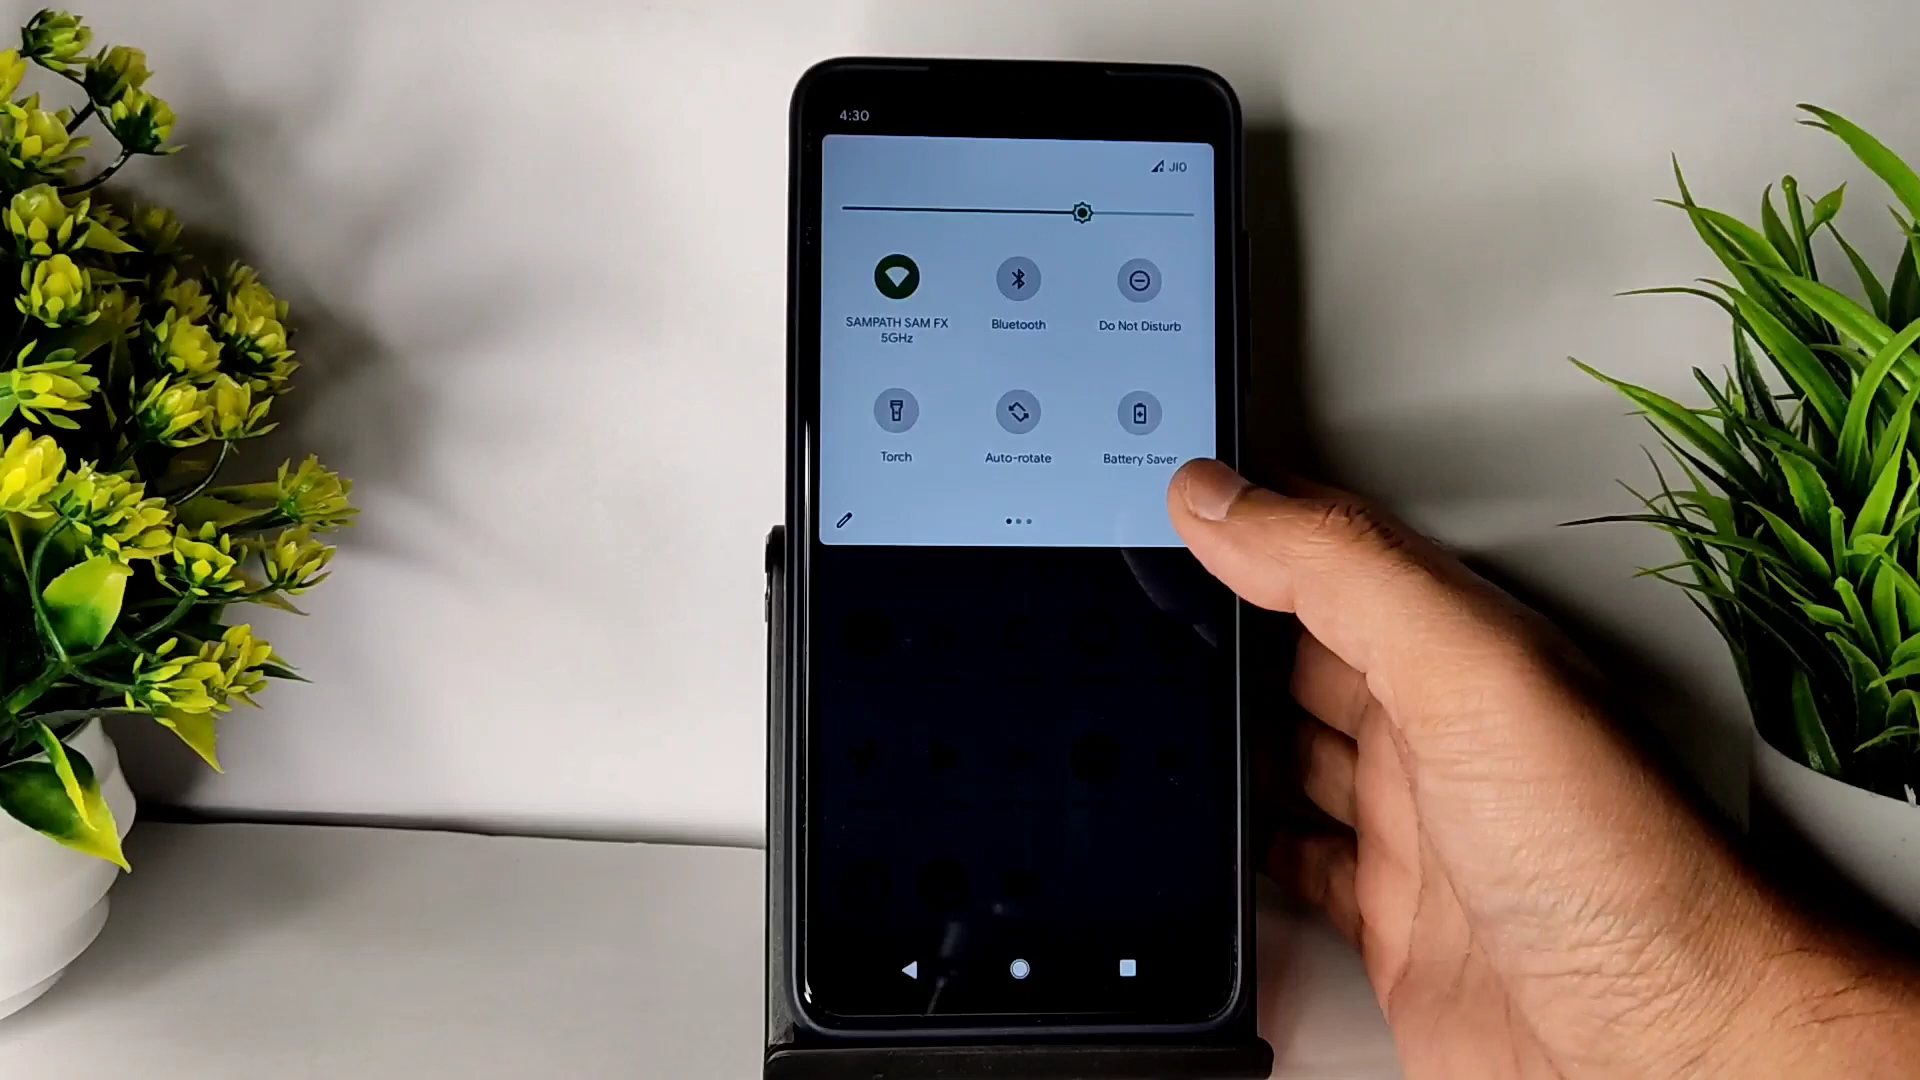 4:30
JIO
SAMPATH SAM FX
5GHz
Bluetooth
Do Not Disturb
Torch
Auto-rotate
Battery Saver